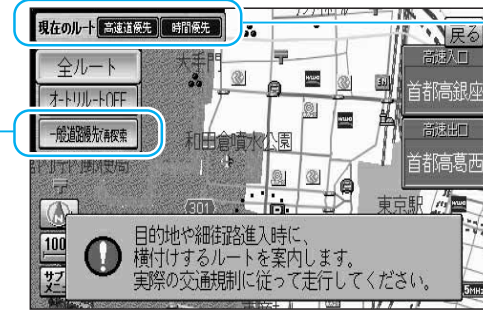 現在のルート 高速道優先 時間優先
戻る
全ルート
大手門
高速入口
首都高銀座
オートリルートOFF
高速出口
一般道路優先で再探索
和田倉噴水公園
首都高葛西
301
東京駅
100
目的地や細街路進入時に、
横付けするルートを案内します。
実際の交通規制に従って走行してください。
サブ
メニュー